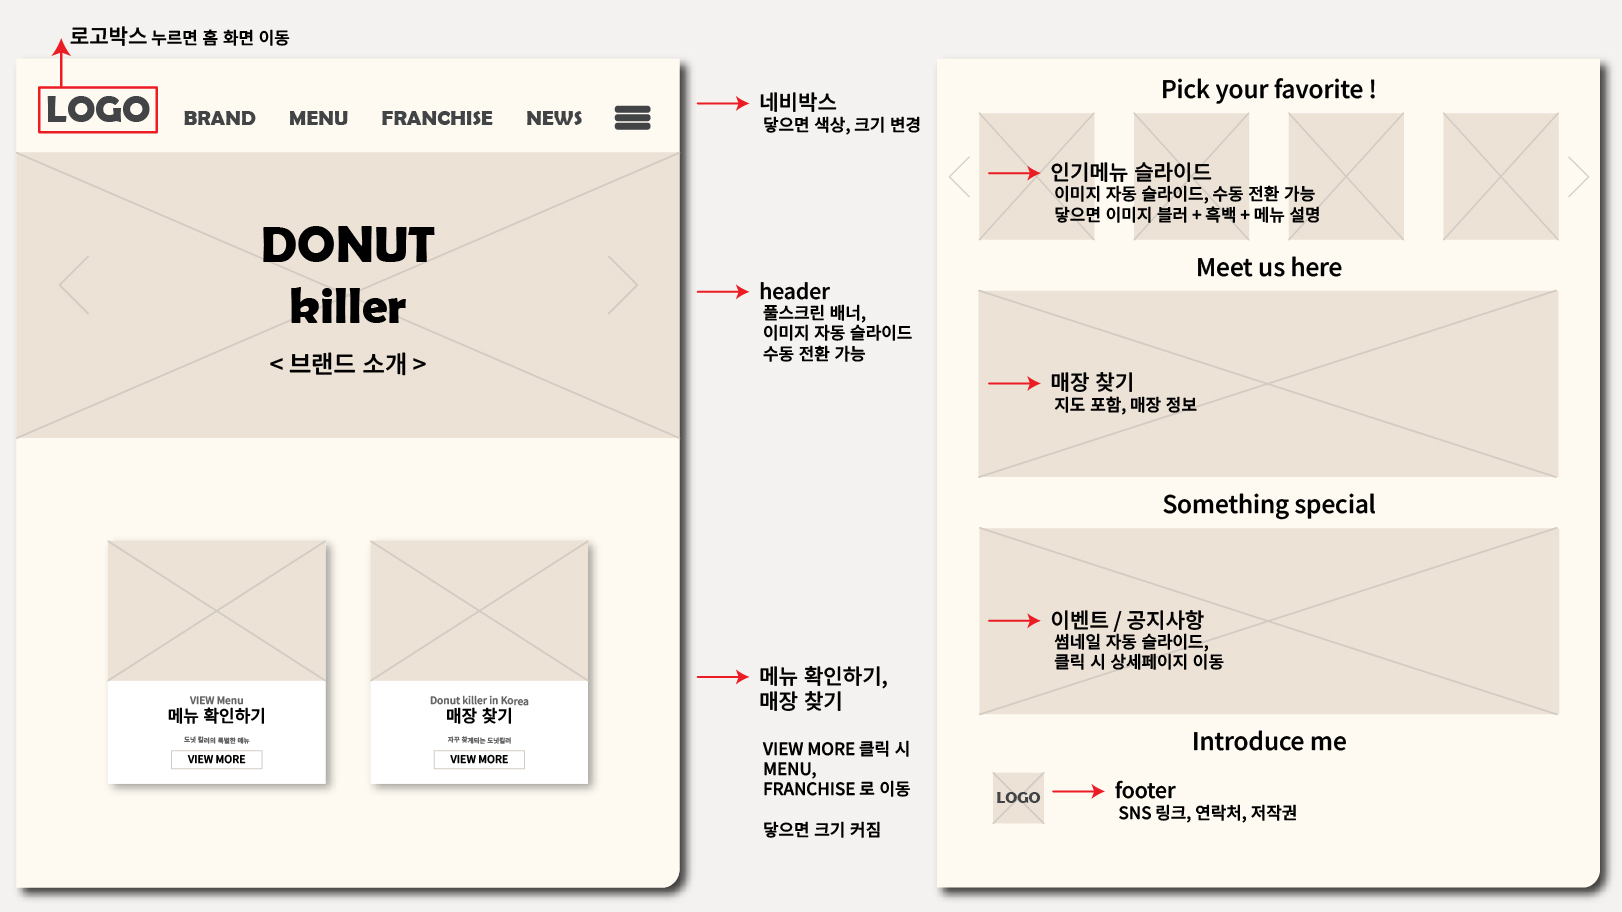 로고박스 누르면 홈 화면 이동
LOGO
BRAND MENU FRANCHISE NEWS
DONUT
killer
< 브랜드 소개 >
VIEW Menu
메뉴 확인하기
도넛 킬러의 특별한 메뉴
VIEW MORE
Donut killer in Korea
매장 찾기
자꾸 찾게되는 도넛킬러
VIEW MORE
네비박스
닿으면 색상, 크기 변경
header
풀스크린 배너,
이미지 자동 슬라이드
수동 전환 가능
메뉴 확인하기,
매장 찾기
VIEW MORE 클릭 시
MENU,
FRANCHISE 로 이동
닿으면 크기 커짐
Pick your favorite !
인기메뉴 슬라이드
이미지 자동 슬라이드, 수동 전환 가능
닿으면 이미지 블러 + 흑백 + 메뉴 설명
Meet us here
매장 찾기
지도 포함, 매장 정보
Something special
이벤트 / 공지사항
썸네일 자동 슬라이드,
클릭 시 상세페이지 이동
Introduce me
LOGO
footer
SNS 링크, 연락처, 저작권